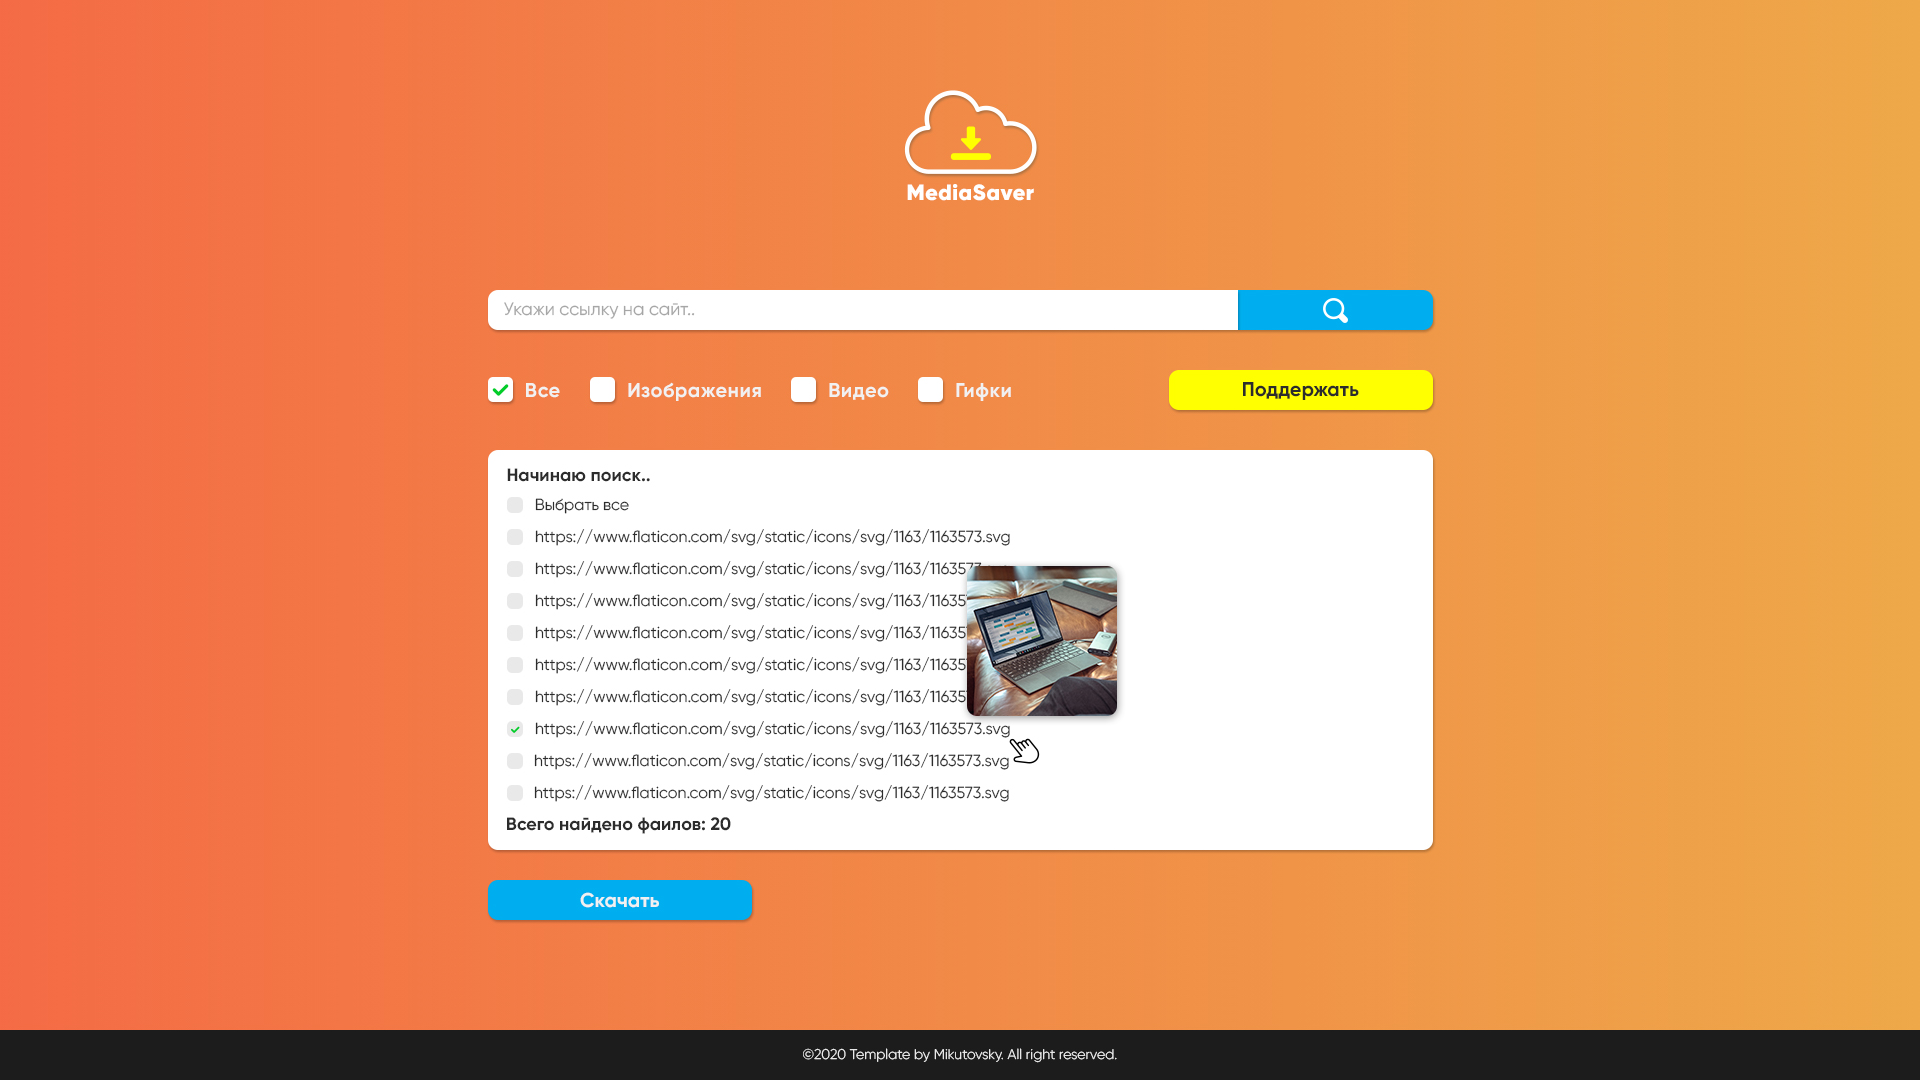 MediaSaver
Укажи ссылку на сайт..
Все
Изображения
Видео
Гифки
Поддержать
Начинаю поиск..
Выбрать все
https://www.flaticon.com/svg/static/icons/svg/1163/1163573.svg
https://www.flaticon.com/svg/static/icons/svg/1163/116357
https://www.flaticon.com/svg/static/icons/svg/1163/11635
https://www.flaticon.com/svg/static/icons/svg/1163/11635
https://www.flaticon.com/svg/static/icons/svg/1163/11635
https://www.flaticon.com/svg/static/icons/svg/1163/11635
https://www.flaticon.com/svg/static/icons/svg/1163/1163573.svg
https://www.flaticon.com/svg/static/icons/svg/1163/1163573.svg
https://www.flaticon.com/svg/static/icons/svg/1163/1163573.svg
Всего найдено фаилов: 20
Скачать
©2020 Template by Mikutovsky. All right reserved.